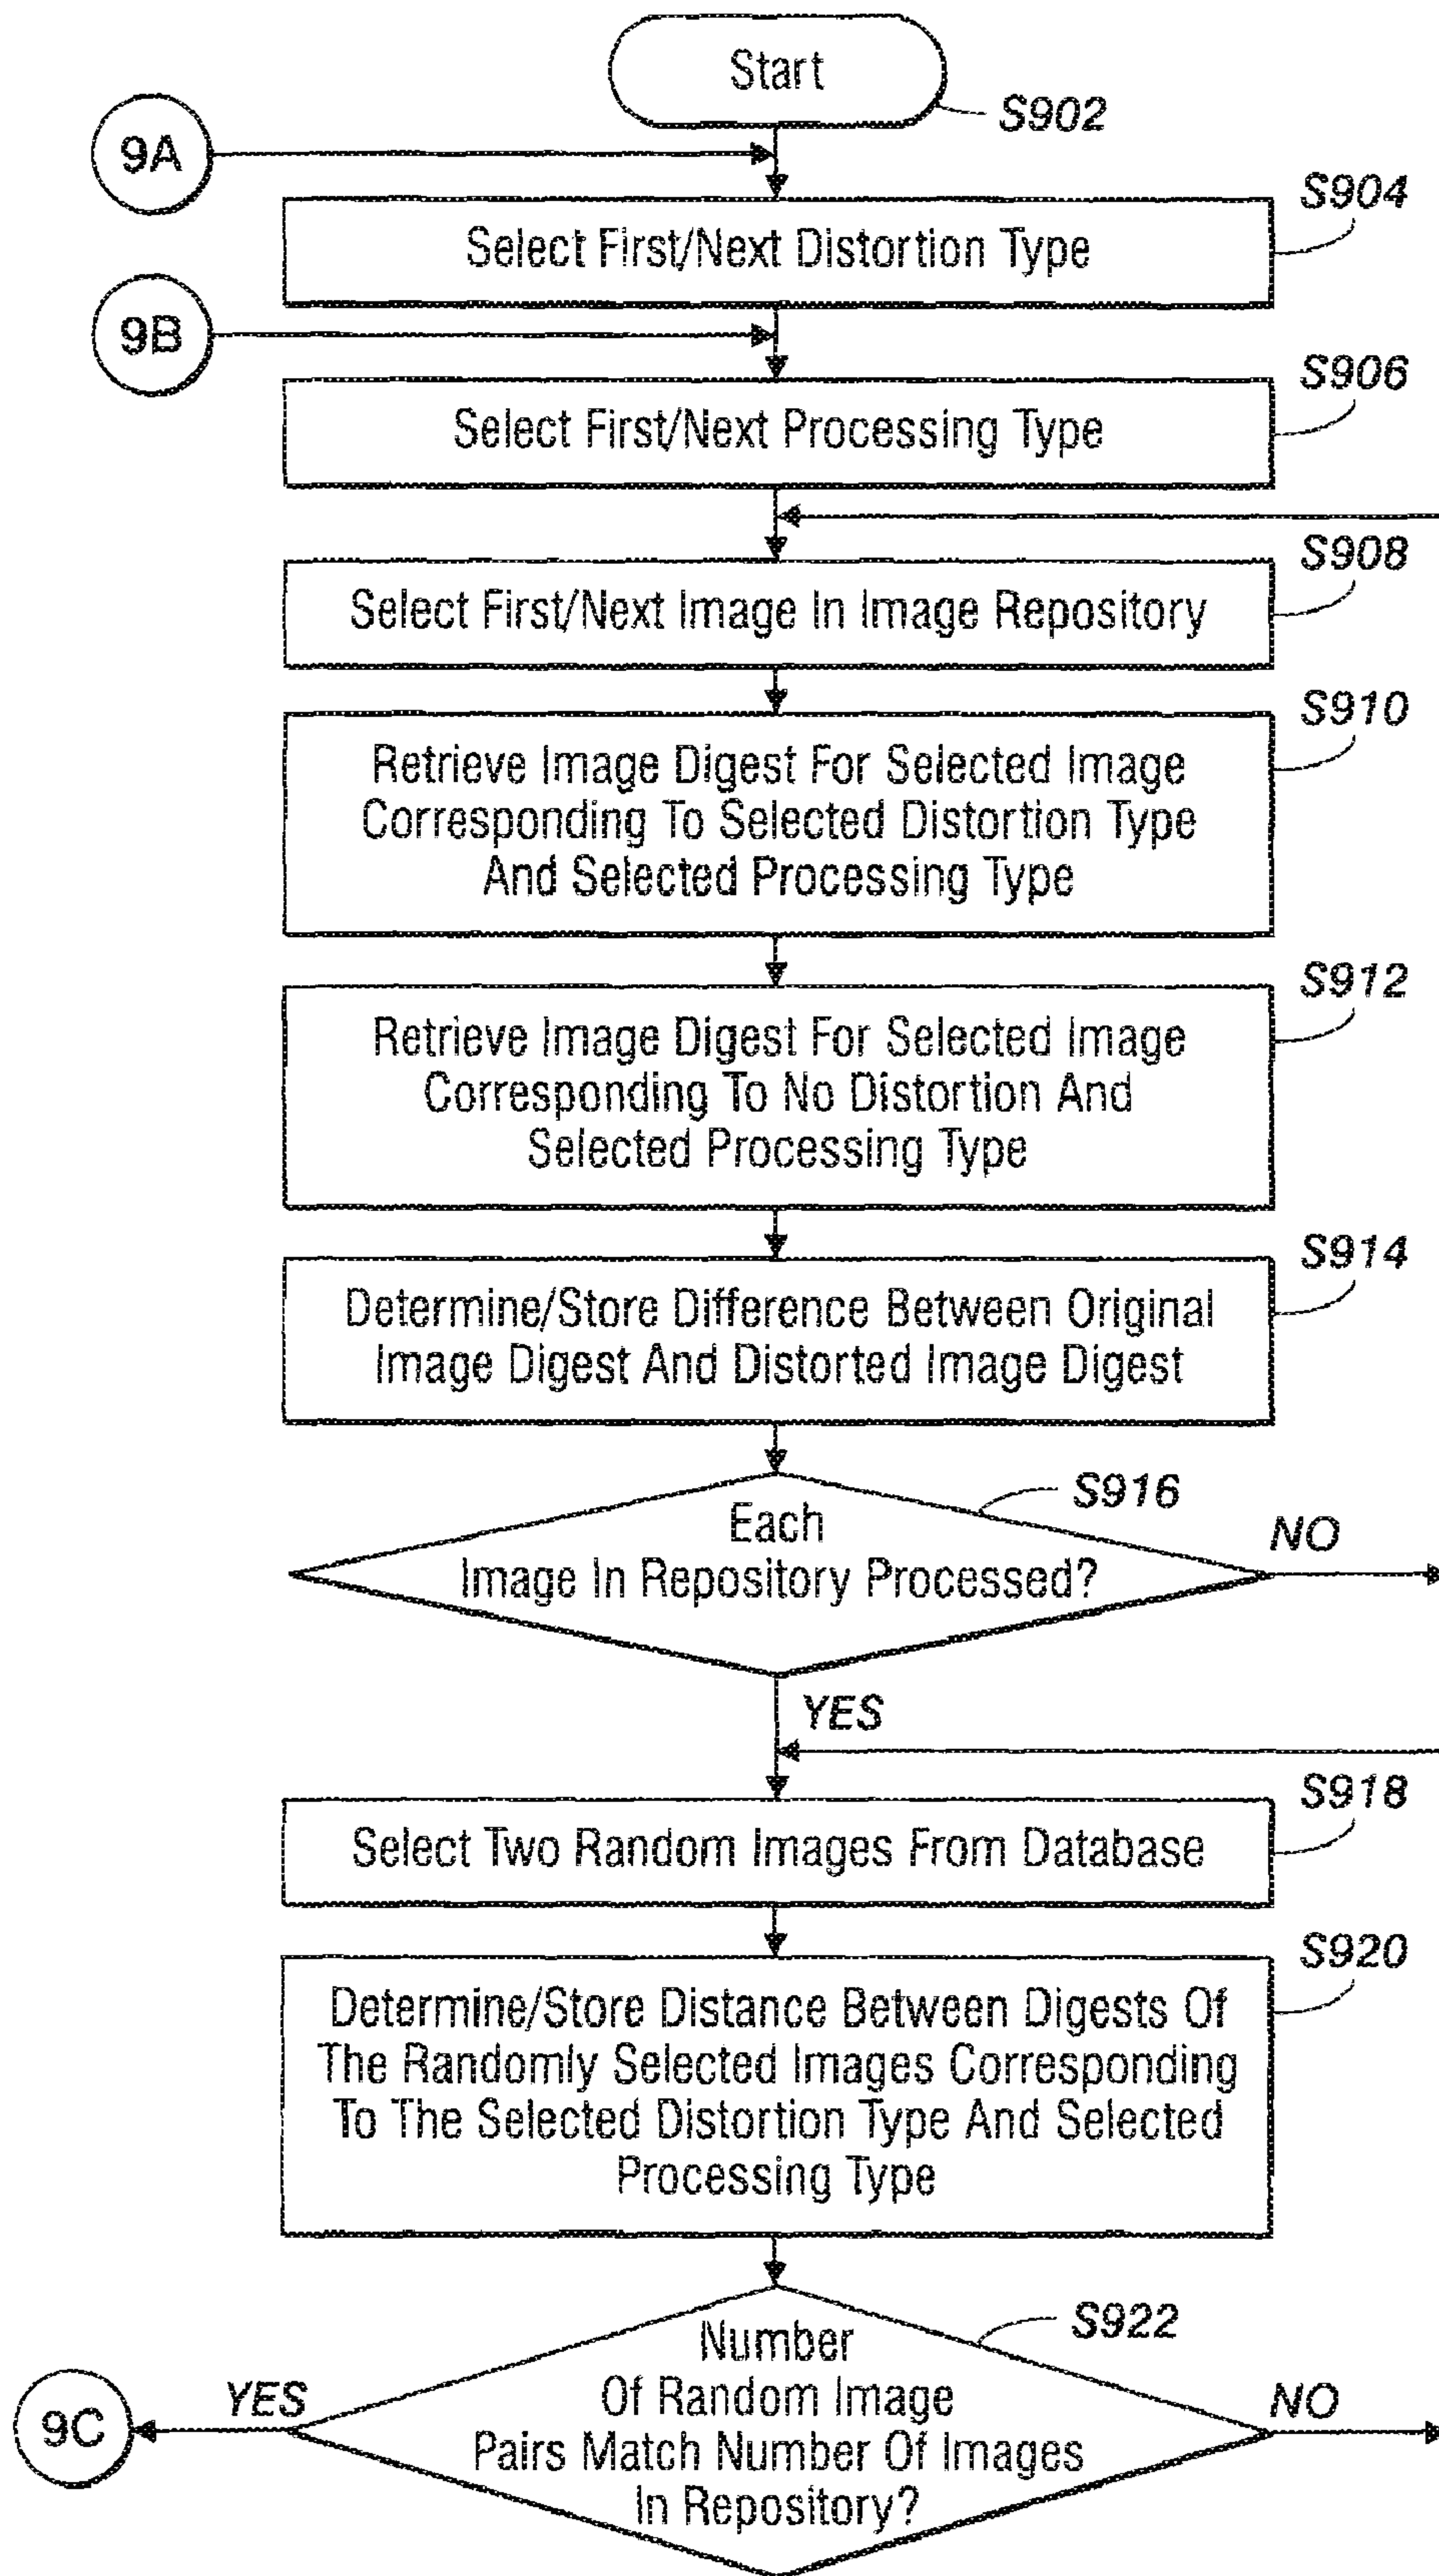 Start
S902
9A
S904
Select First/Next Distortion Type
9B
S906
Select First/Next Processing Type
S908
Select First/Next Image In Image Repository
S910
Retrieve Image Digest For Selected Image
Corresponding To Selected Distortion Type
And Selected Processing Type
S912
Retrieve Image Digest For Selected Image
Corresponding To No Distortion And
Selected Processing Type
S914
Determine/Store Difference Between Original
Image Digest And Distorted Image Digest
S916
Each
Image In Repository Processed?
NO
YES
S918
Select Two Random Images From Database
S920
Determine/Store Distance Between Digests Of
The Randomly Selected Images Corresponding
To The Selected Distortion Type And Selected
Processing Type
S922
Number
Of Random Image
Pairs Match Number Of Images
In Repository?
YES
NO
9C